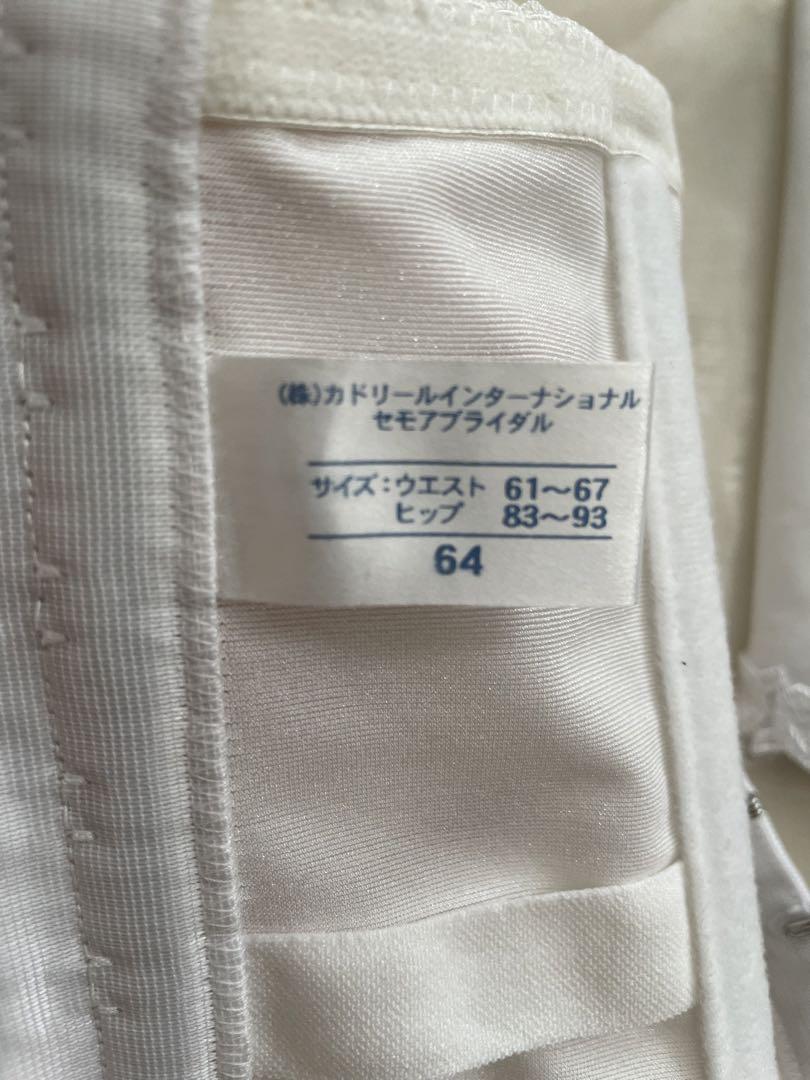 (株)カドリールインターナショナル
セモアブライダル
サイズ:ウエスト 61〜67
ヒップ 83〜93
64